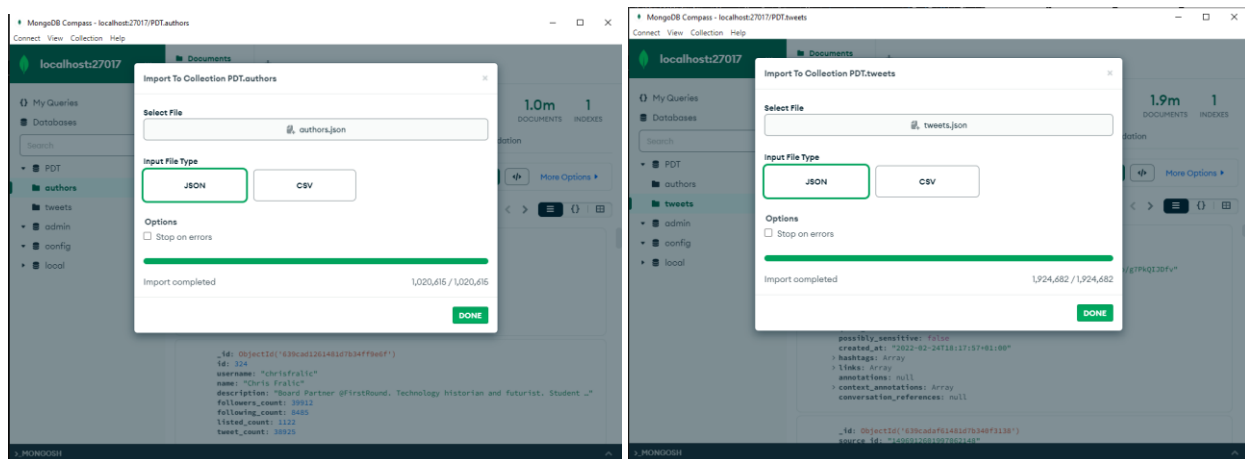 MongoDB Compass - localhost:27017/PDT.authors
Connect View Collection Help
localhost:27017
Documents
My Queries
Databases
Search
PDT
authors
tweets
admin
config
local
1.0m
DOCUMENTS
1
INDEXES
dation
More Options
Import To Collection PDT.authors
Select File
authors.json
Input File Type
JSON
CSV
Options
Stop on errors
Import completed
1,020,615 / 1,020,615
DONE
id: 324
username: "chrisfralic"
name: "Chris Fralic"
description: "Board Partner @FirstRound. Technology historian and futurist. Student …"
followers_count: 39912
following_count: 8485
listed_count: 1122
tweet_count: 38925
>_MONGOSH
MongoDB Compass - localhost:27017/PDT.tweets
Connect View Collection Help
localhost:27017
Documents
My Queries
Databases
Search
PDT
authors
tweets
admin
config
local
1.9m
DOCUMENTS
1
INDEXES
dation
More Options
Import To Collection PDT.tweets
Select File
tweets.json
Input File Type
JSON
CSV
Options
Stop on errors
Import completed
1,924,682 / 1,924,682
DONE
possibly_sensitive: false
created_at: "2022-02-24T18:17:57+01:00"
hashtags: Array
links: Array
annotations: null
context_annotations: Array
conversation_references: null
>_MONGOSH